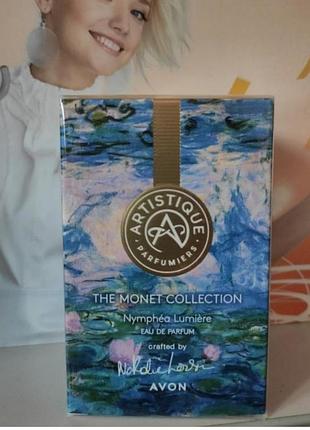 ARTISTIQUE
PARFUMIERS
THE MONET COLLECTION
Nymphéa Lumière
EAU DE PARFUM
crafted by
AVON